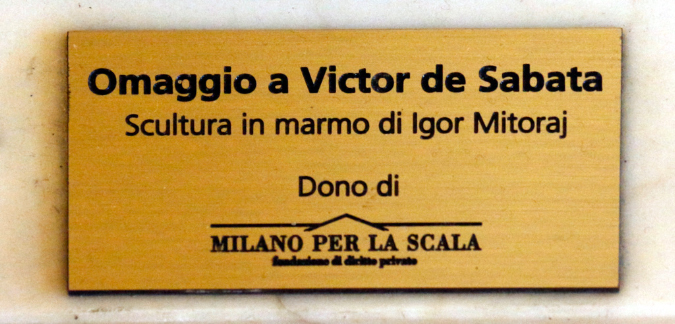 Omaggio a Victor de Sabata
Scultura in marmo di Igor Mitoraj
Dono di
MILANO PER LA SCALA
fondazione di diritto privato